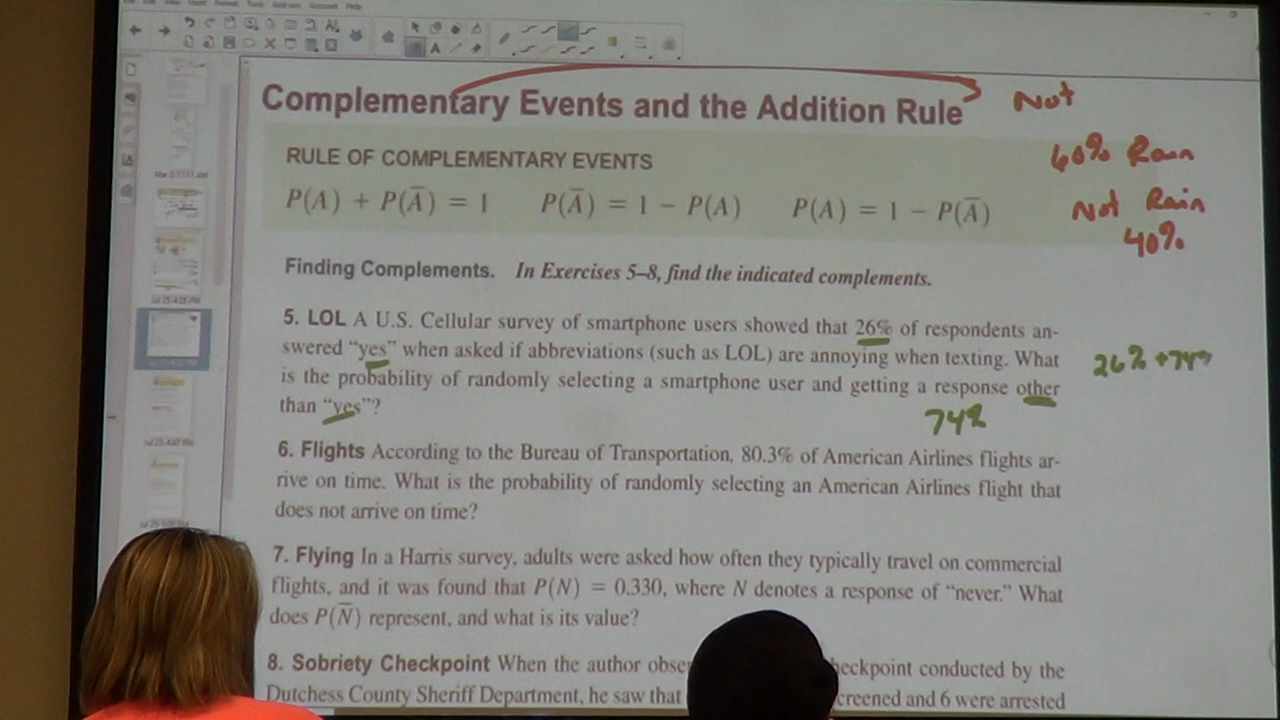 Complementary Events and the Addition Rule
Not
RULE OF COMPLEMENTARY EVENTS
60% Rain
P(A) + P(Ā) = 1 P(Ā) = 1 − P(A) P(A) = 1 − P(Ā)
Not Rain
40%
Finding Complements. In Exercises 5–8, find the indicated complements.
5. LOL A U.S. Cellular survey of smartphone users showed that 26% of respondents an-
swered “yes” when asked if abbreviations (such as LOL) are annoying when texting. What
26% + 74%
is the probability of randomly selecting a smartphone user and getting a response other
than “yes”?
74%
6. Flights According to the Bureau of Transportation, 80.3% of American Airlines flights ar-
rive on time. What is the probability of randomly selecting an American Airlines flight that
does not arrive on time?
7. Flying In a Harris survey, adults were asked how often they typically travel on commercial
flights, and it was found that P(N) = 0.330, where N denotes a response of “never.” What
does P(N̄) represent, and what is its value?
8. Sobriety Checkpoint When the author obse heckpoint conducted by the
Dutchess County Sheriff Department, he saw that creened and 6 were arrested